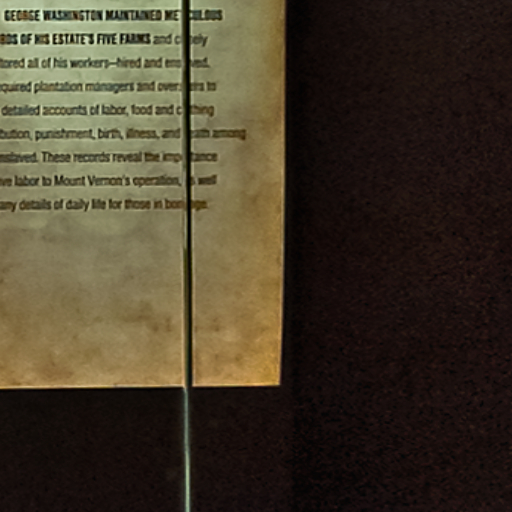 GEORGE WASHINGTON MAINTAINED METICULOUS
RDS OF HIS ESTATE'S FIVE FARMS and closely
tored all of his workers—hired and enslaved.
equired plantation managers and overseers to
detailed accounts of labor, food and clothing
bution, punishment, birth, illness, and death among
nslaved. These records reveal the importance
ve labor to Mount Vernon's operation, as well
any details of daily life for those in bondage.